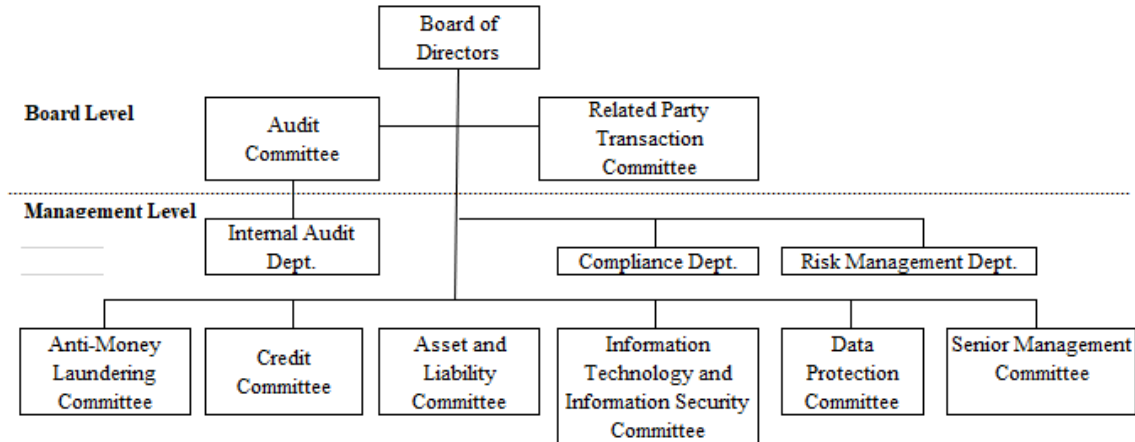 Board of
Directors
Board Level
Audit
Committee
Related Party
Transaction
Committee
Management Level
Internal Audit
Dept.
Compliance Dept.
Risk Management Dept.
Anti-Money
Laundering
Committee
Credit
Committee
Asset and
Liability
Committee
Information
Technology and
Information Security
Committee
Data
Protection
Committee
Senior Management
Committee